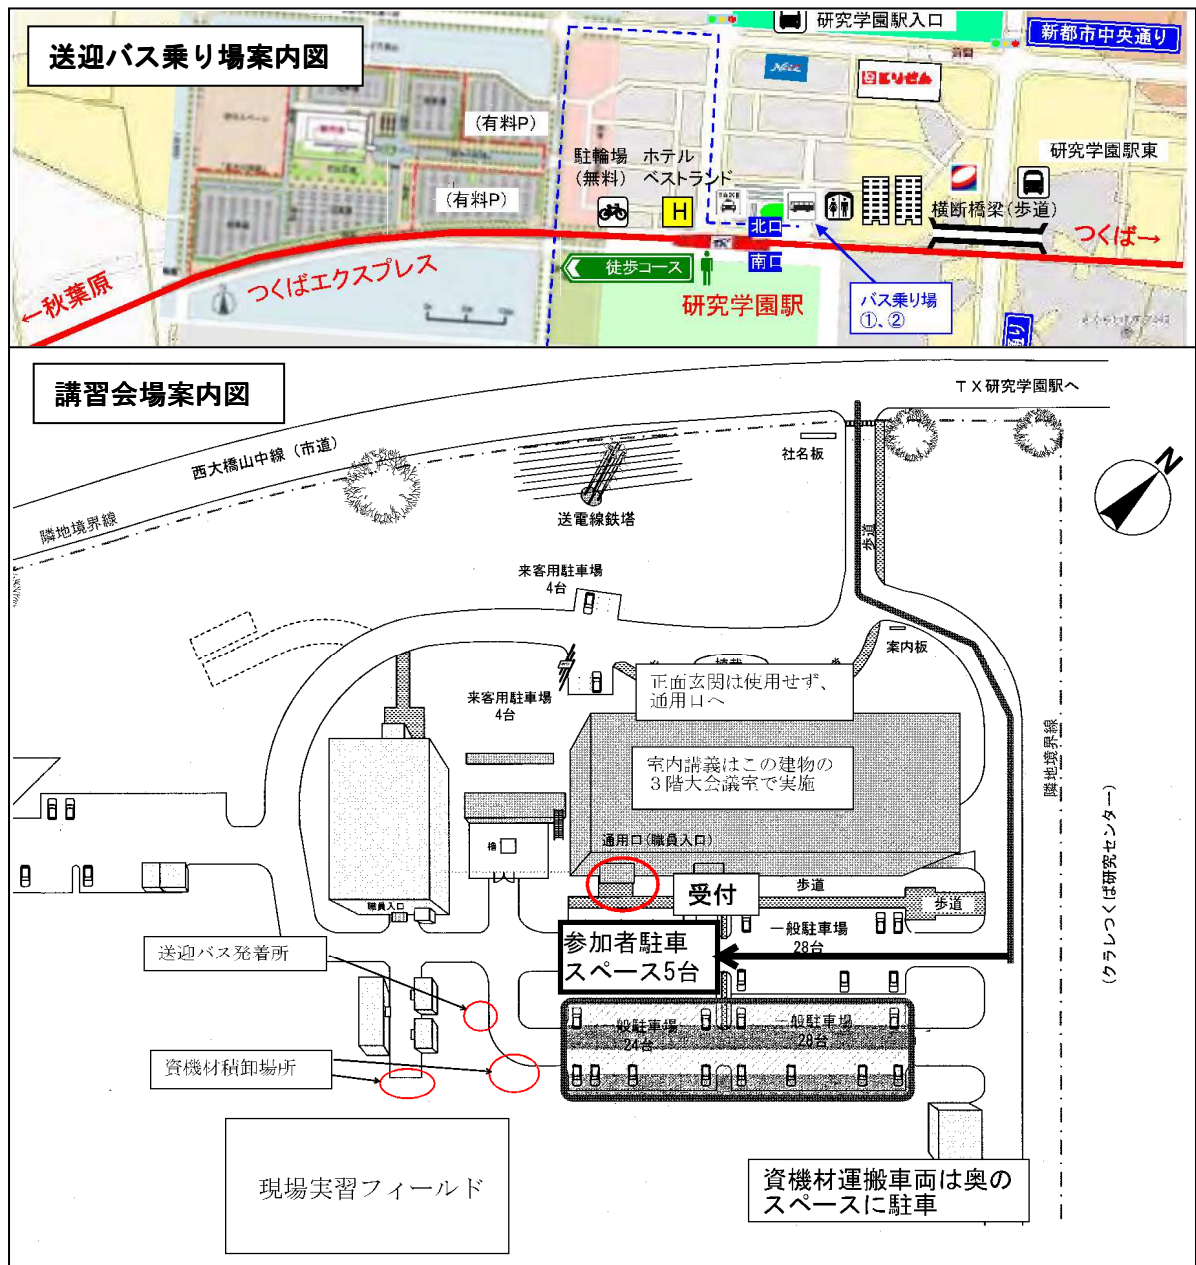 送迎バス乗り場案内図
研究学園駅入口
新都市中央通り
(有料P)
(有料P)
駐輪場
(無料)
ホテル
ベストランド
TAXI
H
研究学園駅東
横断橋梁(歩道)
北口
南口
つくば→
←秋葉原
つくばエクスプレス
徒歩コース
研究学園駅
バス乗り場
①、②
通り
講習会場案内図
TX研究学園駅へ
西大橋山中線(市道)
隣地境界線
社名板
送電線鉄塔
N
歩道
来客用駐車場
4台
案内板
来客用駐車場
4台
正面玄関は使用せず、
通用口へ
室内講義はこの建物の
3階大会議室で実施
隣地境界線
(クラレつくば研究センター)
通用口(職員入口)
受付
歩道
歩道
職員入口
一般駐車場
28台
送迎バス発着所
参加者駐車
スペース5台
一般駐車場
28台
般駐車場
24台
資機材積卸場所
現場実習フィールド
資機材運搬車両は奥の
スペースに駐車